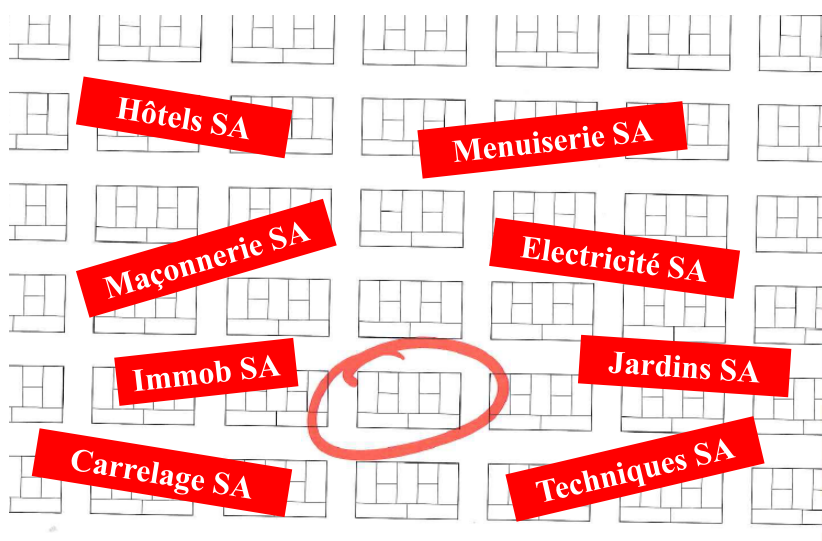 Hôtels SA
Menuiserie SA
Maçonnerie SA
Electricité SA
Immob SA
Jardins SA
Carrelage SA
Techniques SA